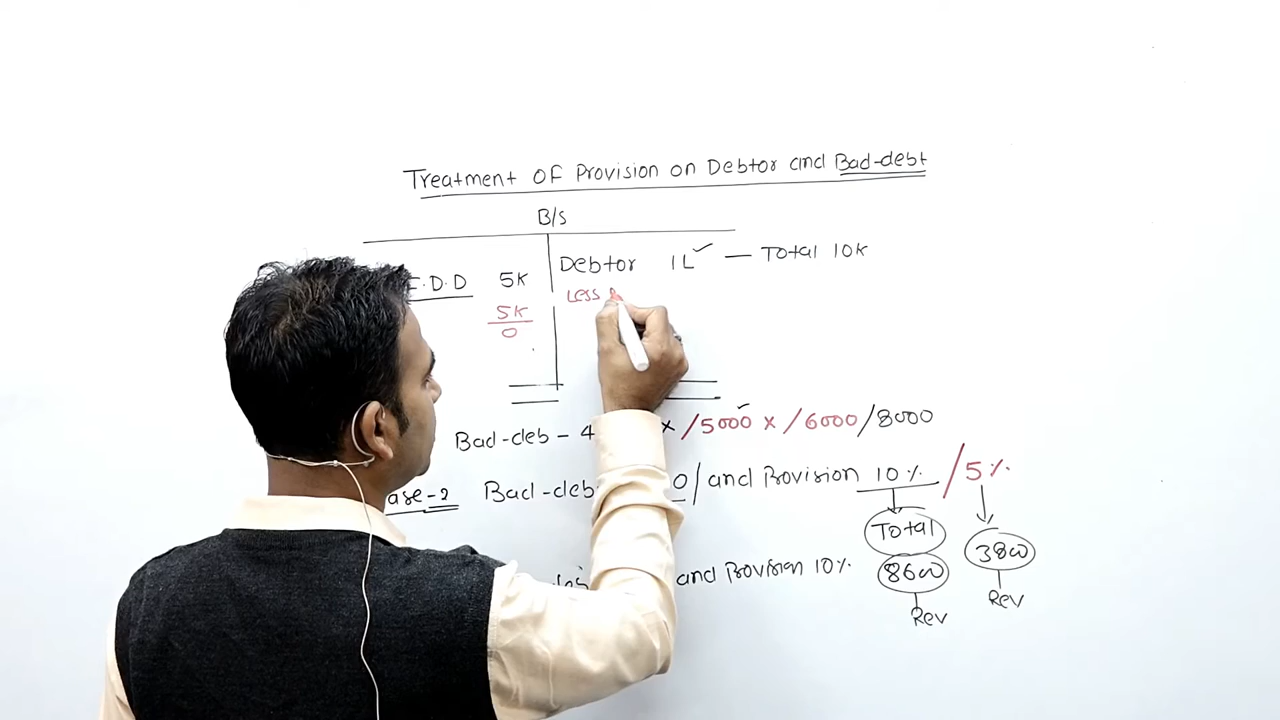 Treatment OF Provision on Debtor and Bad-debt
B/S
F.D.D 5K Debtor 1L ✓ — Total 10K
5K Less
0
Bad-deb - 4 × /5000 ✓ × /6000/8000
ase-2 Bad-deb 0/and Provision 10% /5%
Total 3800
and Provision 10%. 8600 Rev
Rev